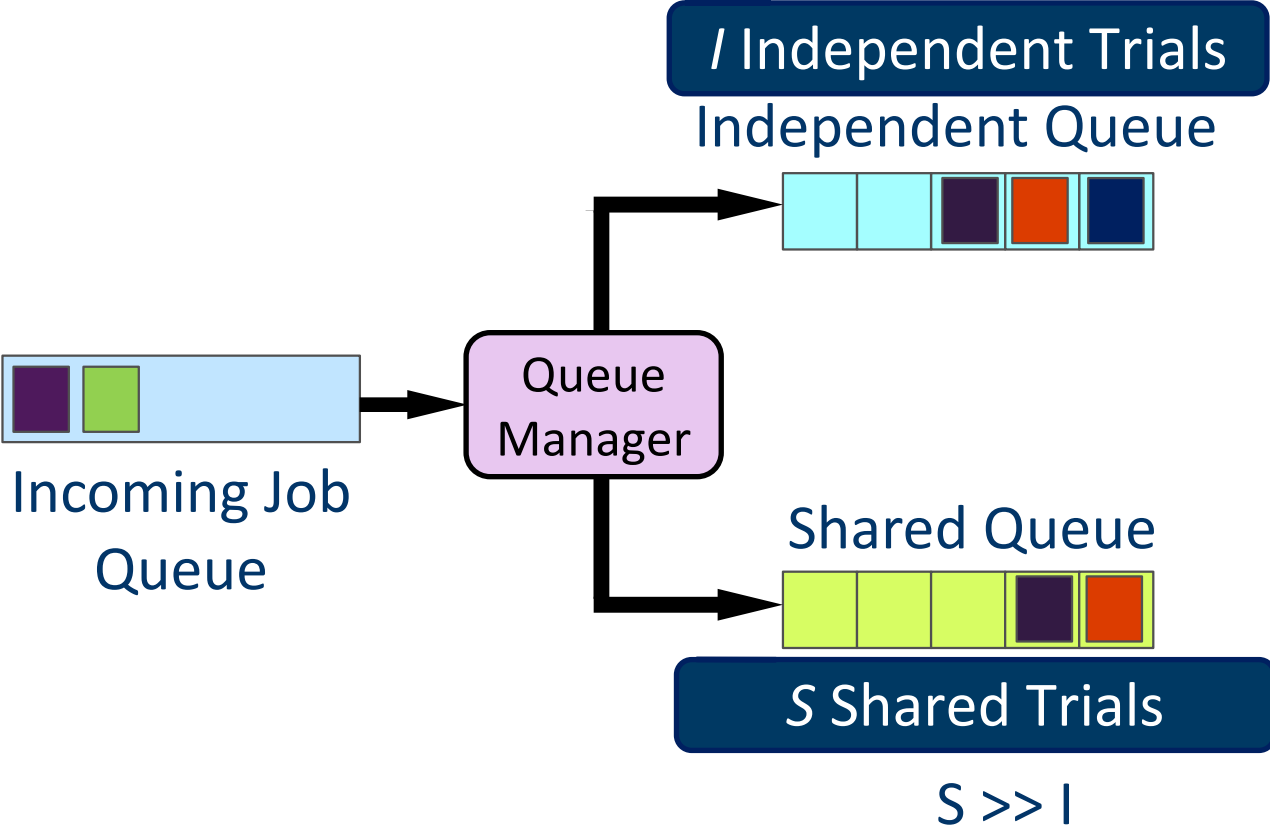 I Independent Trials
Independent Queue
Queue
Manager
Incoming Job
Queue
Shared Queue
S Shared Trials
S >> I